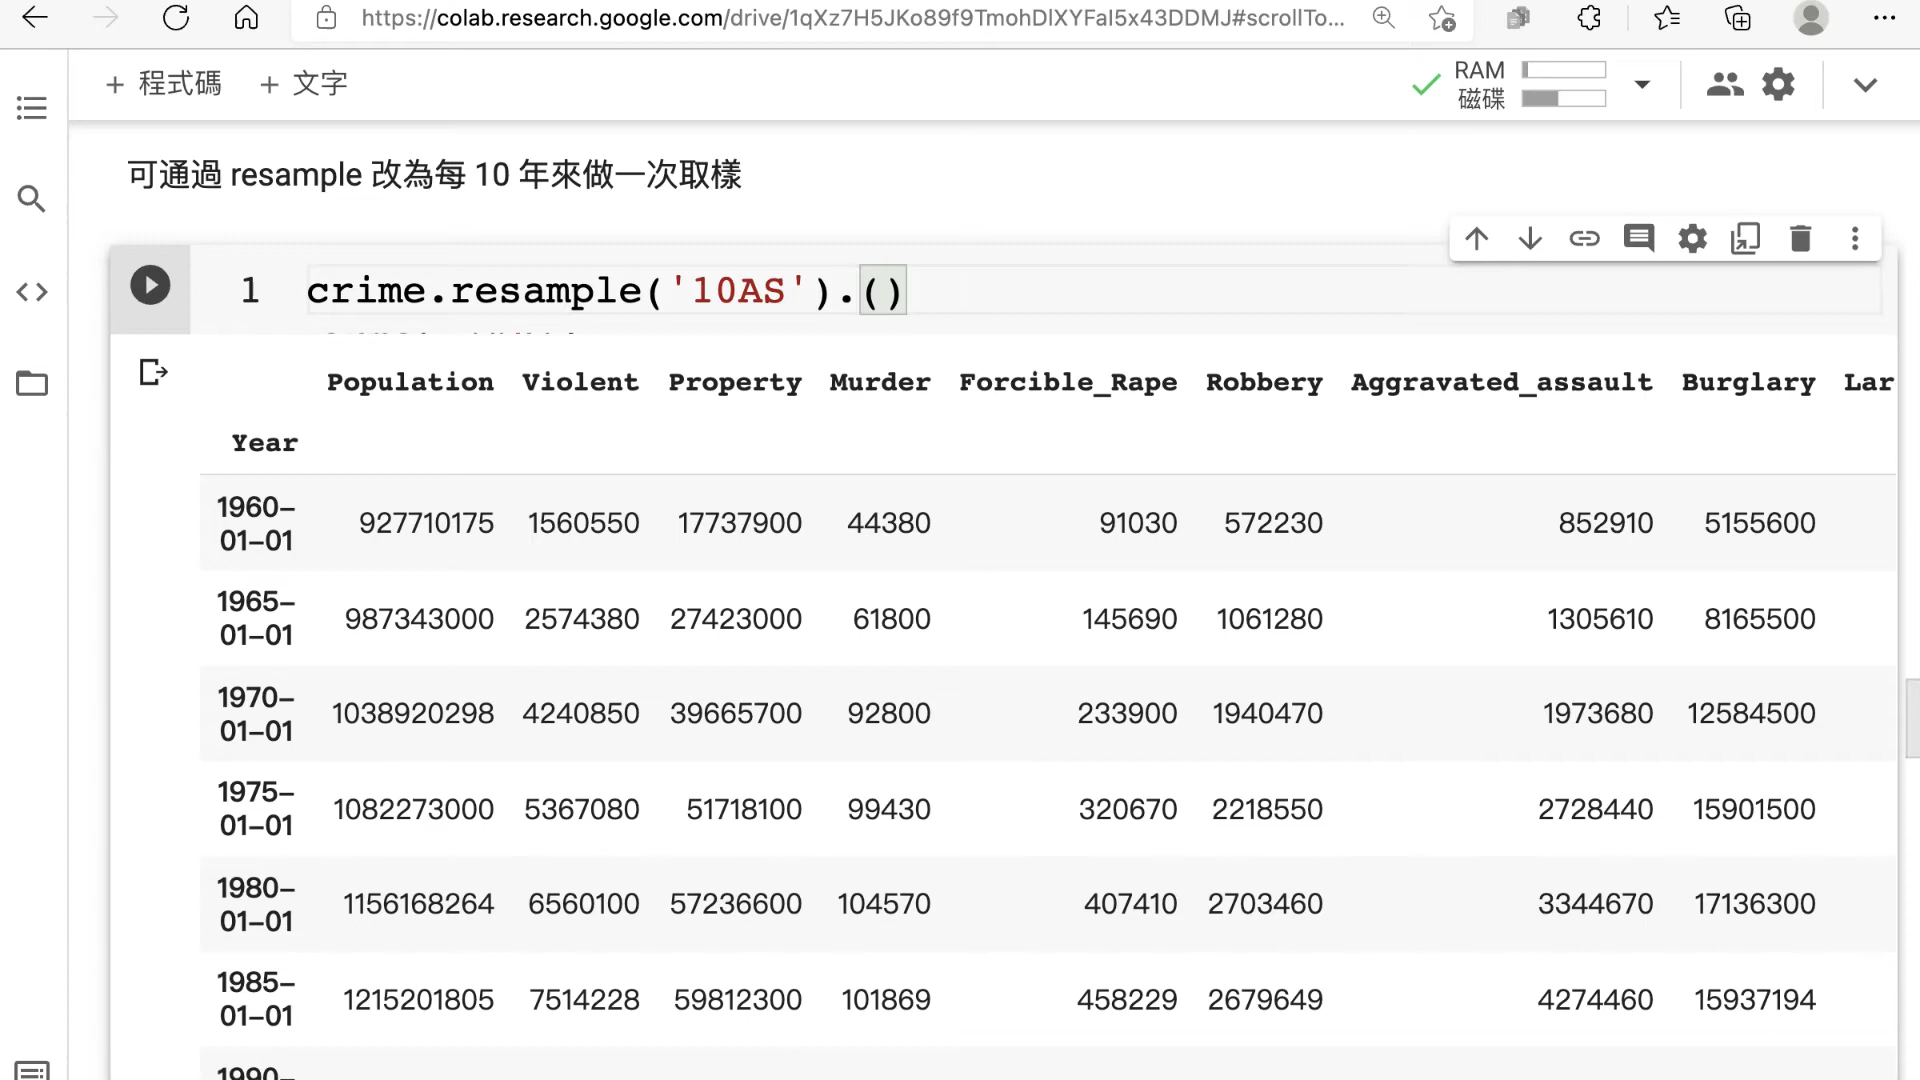 https://colab.research.google.com/drive/1qXz7H5JKo89f9TmohDlXYFaI5x43DDMJ#scrollTo...
+ 程式碼 + 文字
RAM
磁碟
可通過 resample 改為每 10 年來做一次取樣
1 crime.resample('10AS').()
Population Violent Property Murder Forcible_Rape Robbery Aggravated_assault Burglary Lar
Year
1960-01-01 927710175 1560550 17737900 44380 91030 572230 852910 5155600
1965-01-01 987343000 2574380 27423000 61800 145690 1061280 1305610 8165500
1970-01-01 1038920298 4240850 39665700 92800 233900 1940470 1973680 12584500
1975-01-01 1082273000 5367080 51718100 99430 320670 2218550 2728440 15901500
1980-01-01 1156168264 6560100 57236600 104570 407410 2703460 3344670 17136300
1985-01-01 1215201805 7514228 59812300 101869 458229 2679649 4274460 15937194
1990-